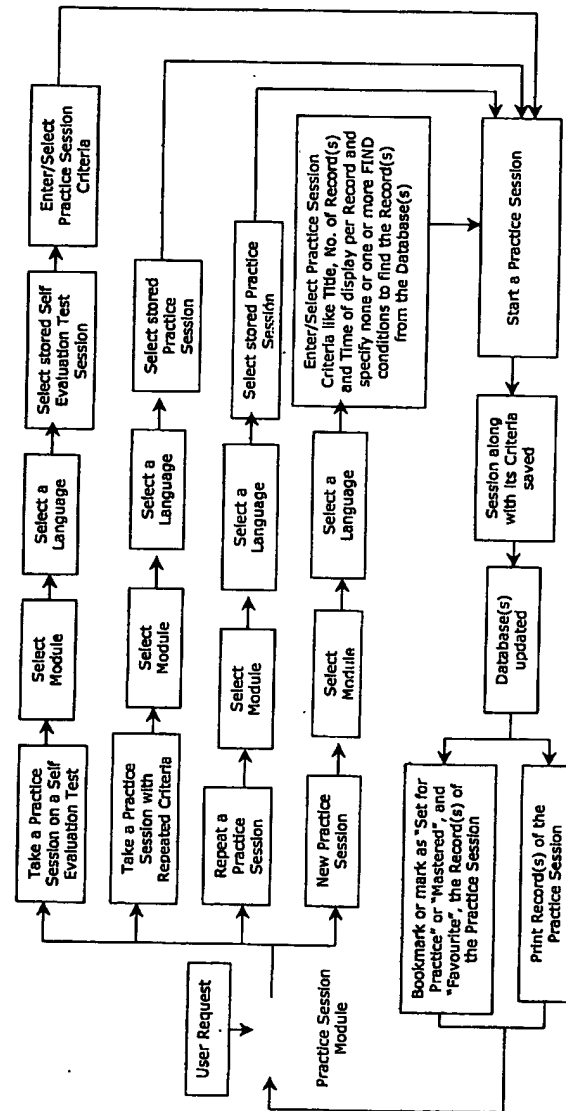 User Request
Practice Session
Module
Take a Practice
Session on a Self
Evaluation Test
Select
Module
Select a
Language
Select stored Self
Evaluation Test
Session
Enter/Select
Practice Session
Criteria
Take a Practice
Session with
Repeated Criteria
Select
Module
Select a
Language
Select stored
Practice
Session
Repeat a
Practice
Session
Select
Module
Select a
Language
Select stored Practice
Session
New Practice
Session
Select
Module
Select a
Language
Enter/Select Practice Session
Criteria like Title, No. of Record(s)
and Time of display per Record and
specify none or one or more FIND
conditions to find the Record(s)
from the Database(s)
Start a Practice Session
Session along
with its Criteria
saved
Database(s)
updated
Bookmark or mark as "Set for
Practice" or "Mastered", and
"Favourite", the Record(s) of
the Practice Session
Print Record(s) of the
Practice Session